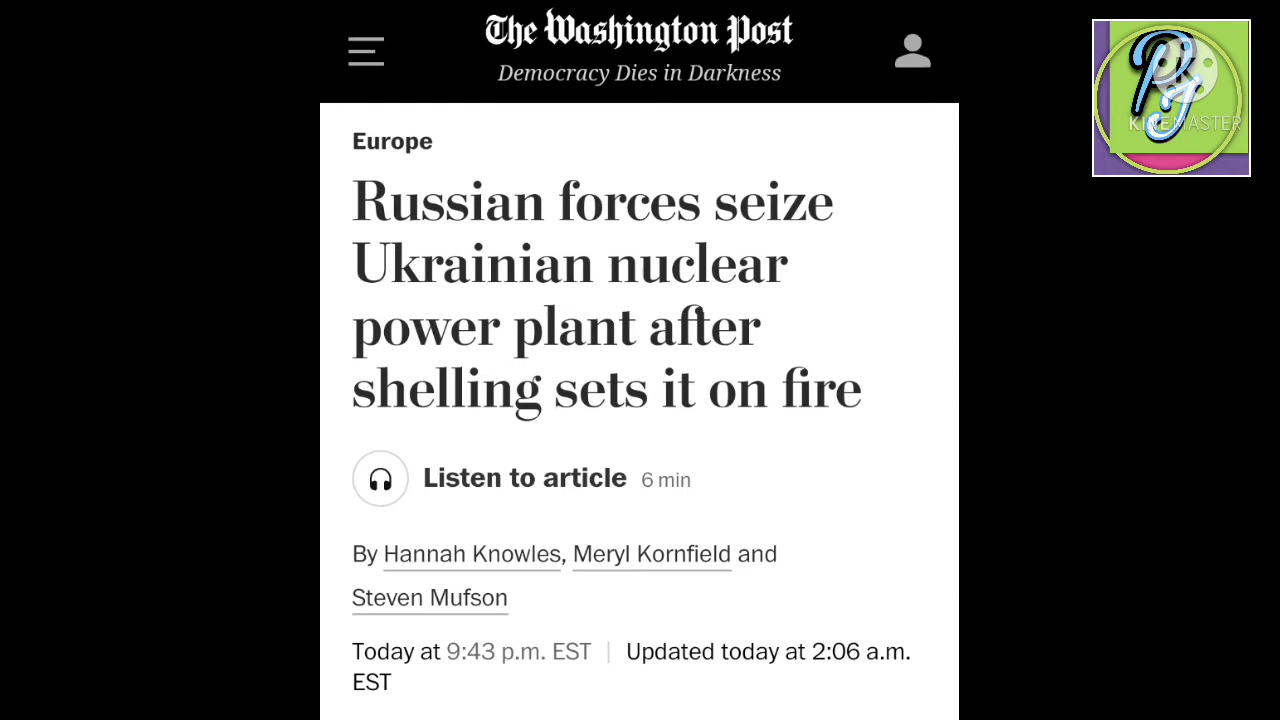 The Washington Post
Democracy Dies in Darkness
Europe
Russian forces seize
Ukrainian nuclear
power plant after
shelling sets it on fire
Listen to article 6 min
By Hannah Knowles, Meryl Kornfield and
Steven Mufson
Today at 9:43 p.m. EST | Updated today at 2:06 a.m.
EST
KINEMASTER